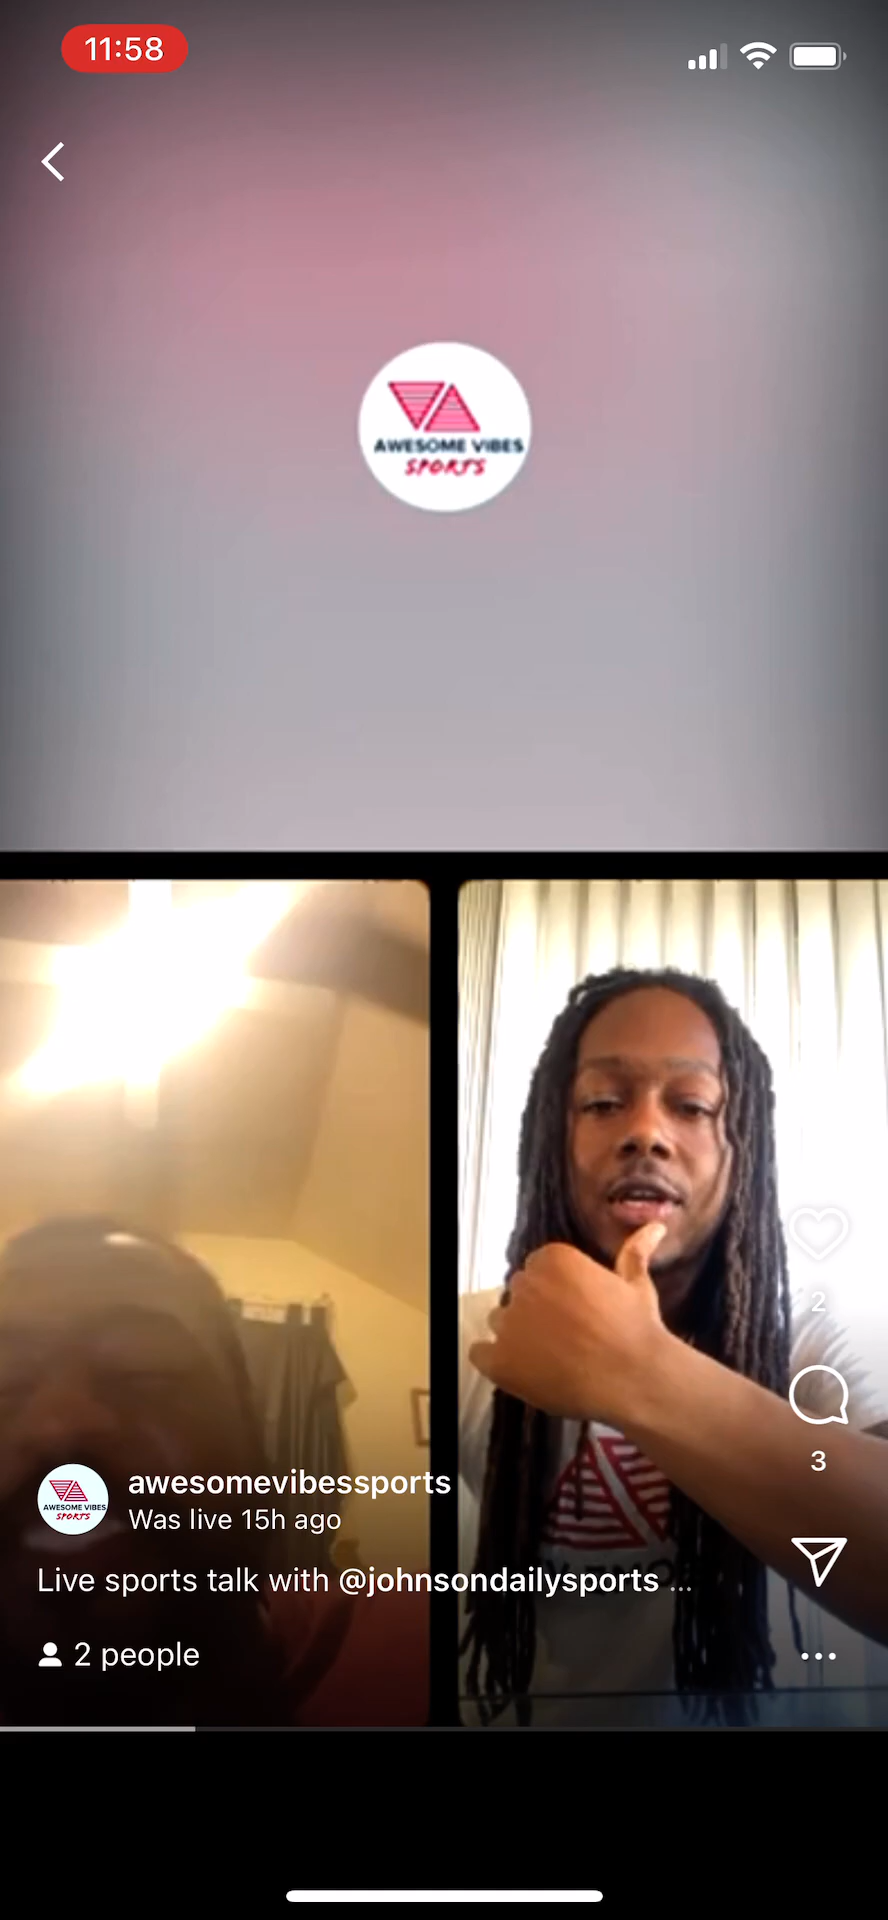 11:58
AWESOME VIBES
SPORTS
2
3
AWESOME VIBES
SPORTS
awesomevibessports
Was live 15h ago
Live sports talk with @johnsondailysports ...
2 people